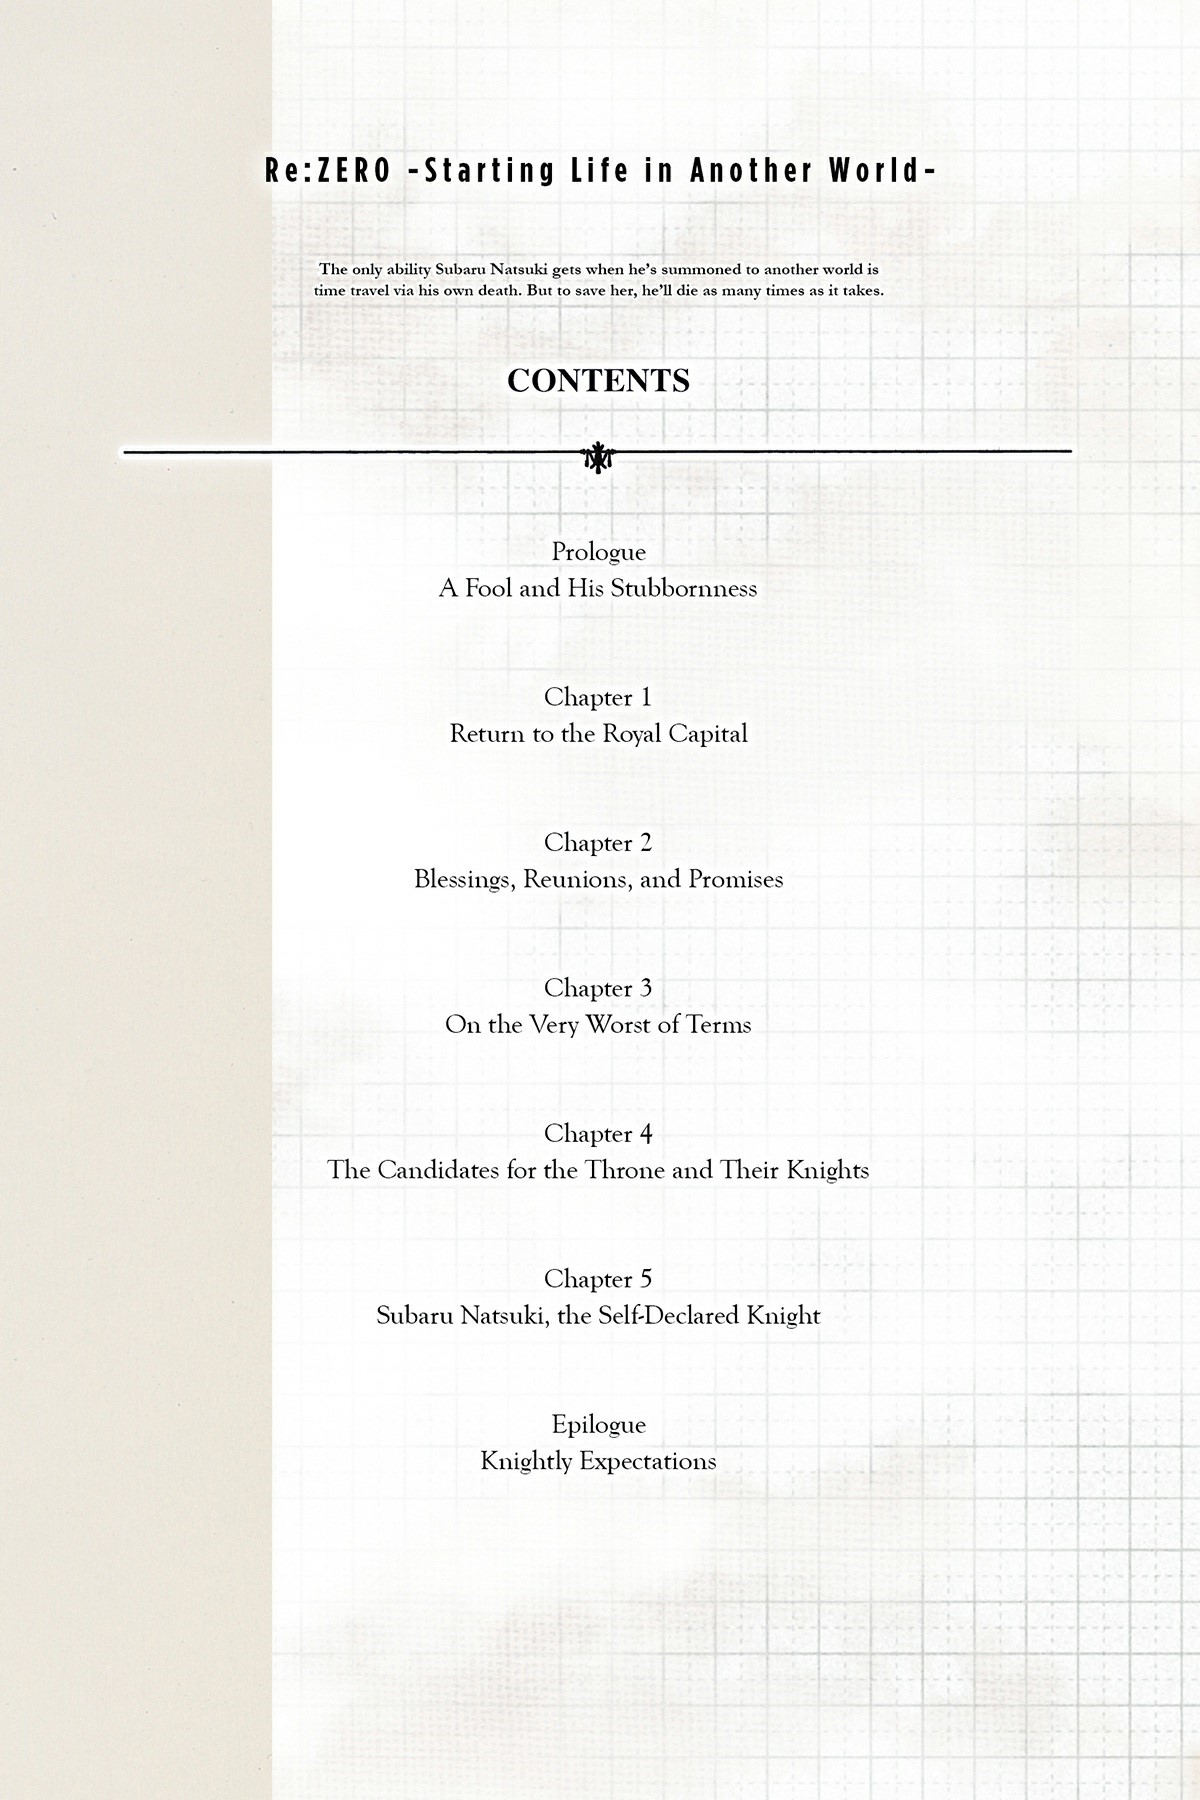 Re:ZERO -Starting Life in Another World-
The only ability Subaru Natsuki gets when he’s summoned to another world is
time travel via his own death. But to save her, he’ll die as many times as it takes.
CONTENTS
Prologue
A Fool and His Stubbornness
Chapter 1
Return to the Royal Capital
Chapter 2
Blessings, Reunions, and Promises
Chapter 3
On the Very Worst of Terms
Chapter 4
The Candidates for the Throne and Their Knights
Chapter 5
Subaru Natsuki, the Self-Declared Knight
Epilogue
Knightly Expectations